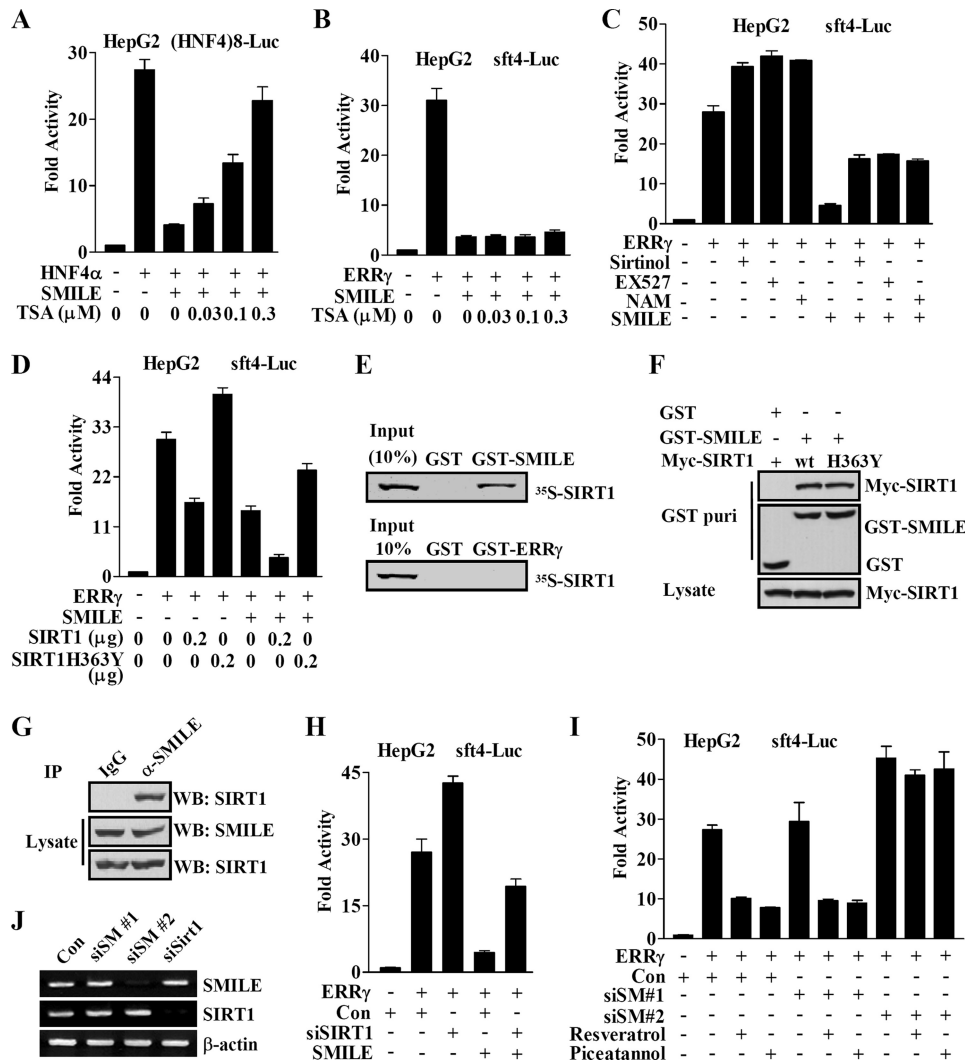 A
HepG2 (HNF4)8-Luc
Fold Activity
30
20
10
0
HNF4α - + + + + +
SMILE - - + + + +
TSA (μM) 0 0 0 0.03 0.1 0.3
B
HepG2 sft4-Luc
Fold Activity
40
30
20
10
0
ERRγ - + + + + +
SMILE - - + + + +
TSA (μM) 0 0 0 0.03 0.1 0.3
C
HepG2 sft4-Luc
Fold Activity
50
40
30
20
10
0
ERRγ - + + + + + + + +
Sirtinol - - + - - - + - -
EX527 - - - + - - - + -
NAM - - - - + - - - +
SMILE - - - - - + + + +
D
HepG2 sft4-Luc
Fold Activity
44
33
22
11
0
ERRγ - + + + + + +
SMILE - - - - + + +
SIRT1 (μg) 0 0 0.2 0 0 0.2 0
SIRT1H363Y 0 0 0 0.2 0 0 0.2
(μg)
E
Input
(10%) GST GST-SMILE
³⁵S-SIRT1
Input
10% GST GST-ERRγ
³⁵S-SIRT1
F
GST + - -
GST-SMILE - + +
Myc-SIRT1 + wt H363Y
GST puri
Myc-SIRT1
GST-SMILE
GST
Lysate
Myc-SIRT1
G
IP IgG α-SMILE
WB: SIRT1
Lysate
WB: SMILE
WB: SIRT1
H
HepG2 sft4-Luc
Fold Activity
45
30
15
0
ERRγ - + + + +
Con + + - + -
siSIRT1 - - + - +
SMILE - - - + +
I
HepG2 sft4-Luc
Fold Activity
50
40
30
20
10
0
ERRγ - + + + + + + + + +
Con + + + + - - - - - -
siSM#1 - - - - + + + - - -
siSM#2 - - - - - - - + + +
Resveratrol - - + - - + - - + -
Piceatannol - - - + - - + - - +
J
Con siSM #1 siSM #2 siSirt1
SMILE
SIRT1
β-actin